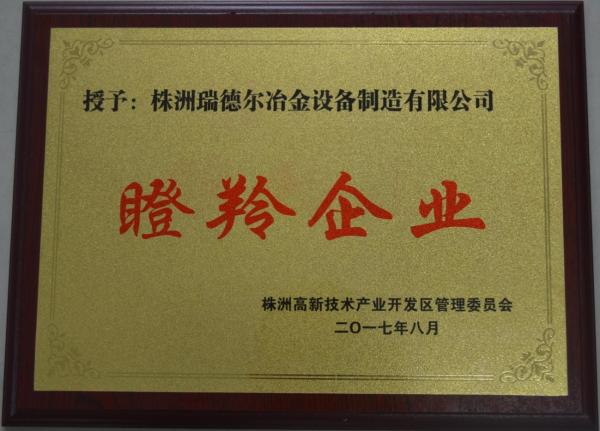 授予：株洲瑞德尔冶金设备制造有限公司
瞪羚企业
株洲高新技术产业开发区管理委员会
二〇一七年八月